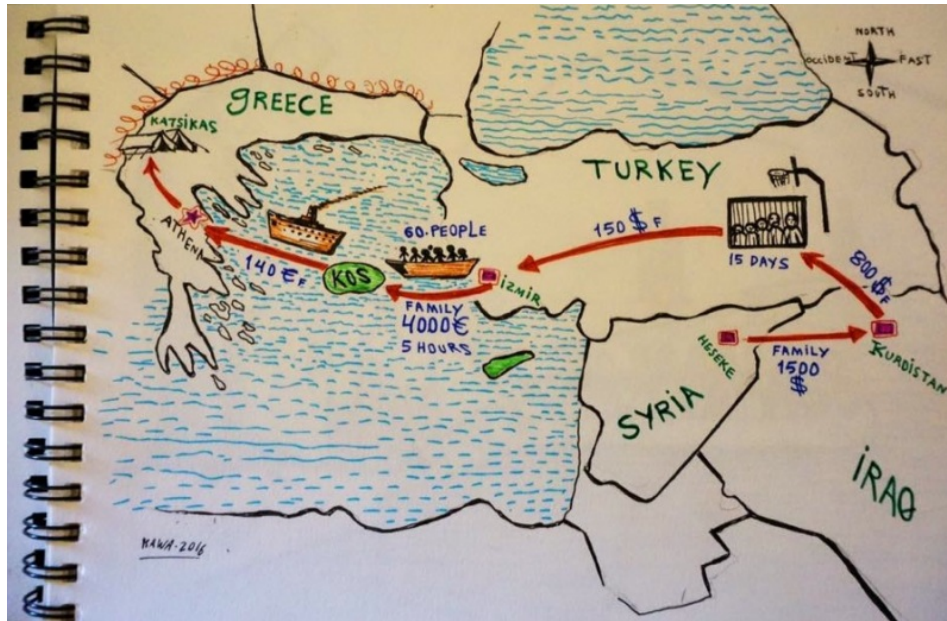 NORTH
OCCIDENT EAST
SOUTH
GREECE
KATSIKAS
TURKEY
ATHENA
60.PEOPLE
150 $ F
15 DAYS
800 $ F
140 € F
KOS
iZMiR
FAMILY
4000€
5 HOURS
HESEKE
FAMILY
1500
$
KURDiSTAN
SYRiA
iRAQ
KAWA-2016